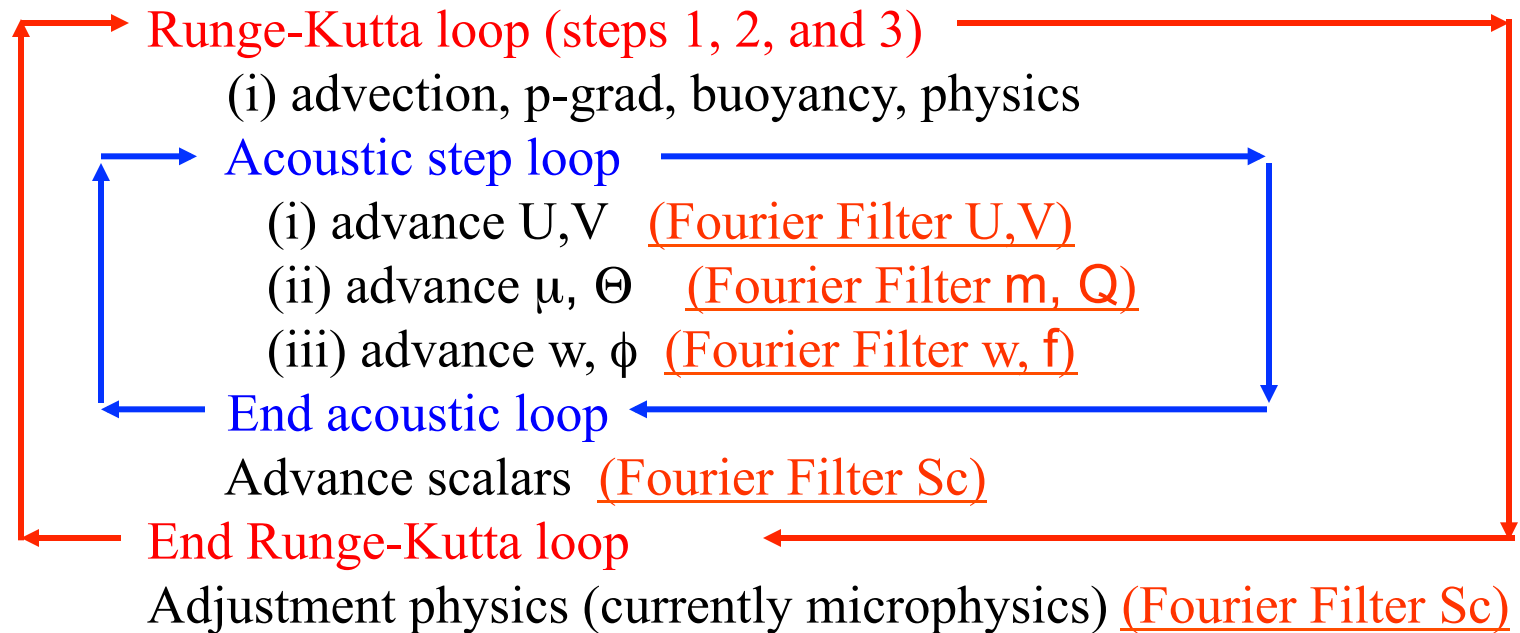 Runge-Kutta loop (steps 1, 2, and 3)
(i) advection, p-grad, buoyancy, physics
Acoustic step loop
(i) advance U,V (Fourier Filter U,V)
(ii) advance μ, Θ (Fourier Filter m, Q)
(iii) advance w, ϕ (Fourier Filter w, f)
End acoustic loop
Advance scalars (Fourier Filter Sc)
End Runge-Kutta loop
Adjustment physics (currently microphysics) (Fourier Filter Sc)